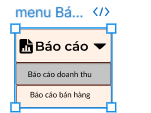 menu Bá... </>
Báo cáo
Báo cáo doanh thu
Báo cáo bán hàng